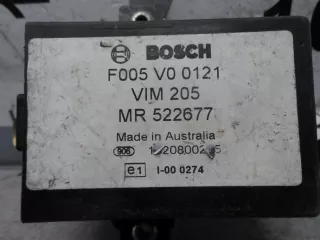 BOSCH
F005 V0 0121
VIM 205
MR 522677
Made in Australia
e1 I-00 0274